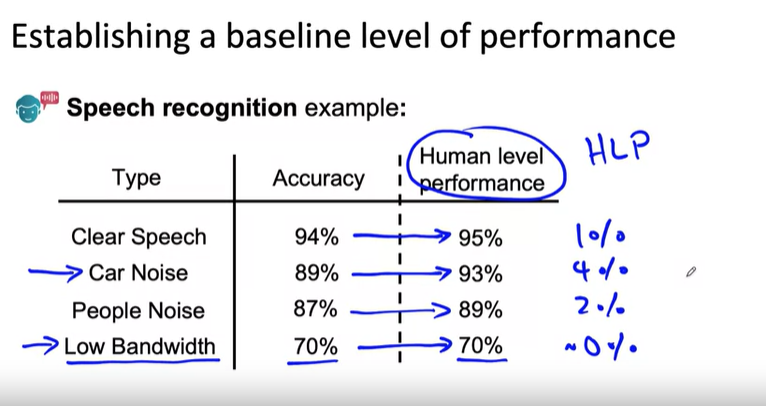 Establishing a baseline level of performance
Speech recognition example:
Type Accuracy Human level performance HLP
Clear Speech 94% 95% 1%
Car Noise 89% 93% 4%
People Noise 87% 89% 2%
Low Bandwidth 70% 70% ~0%